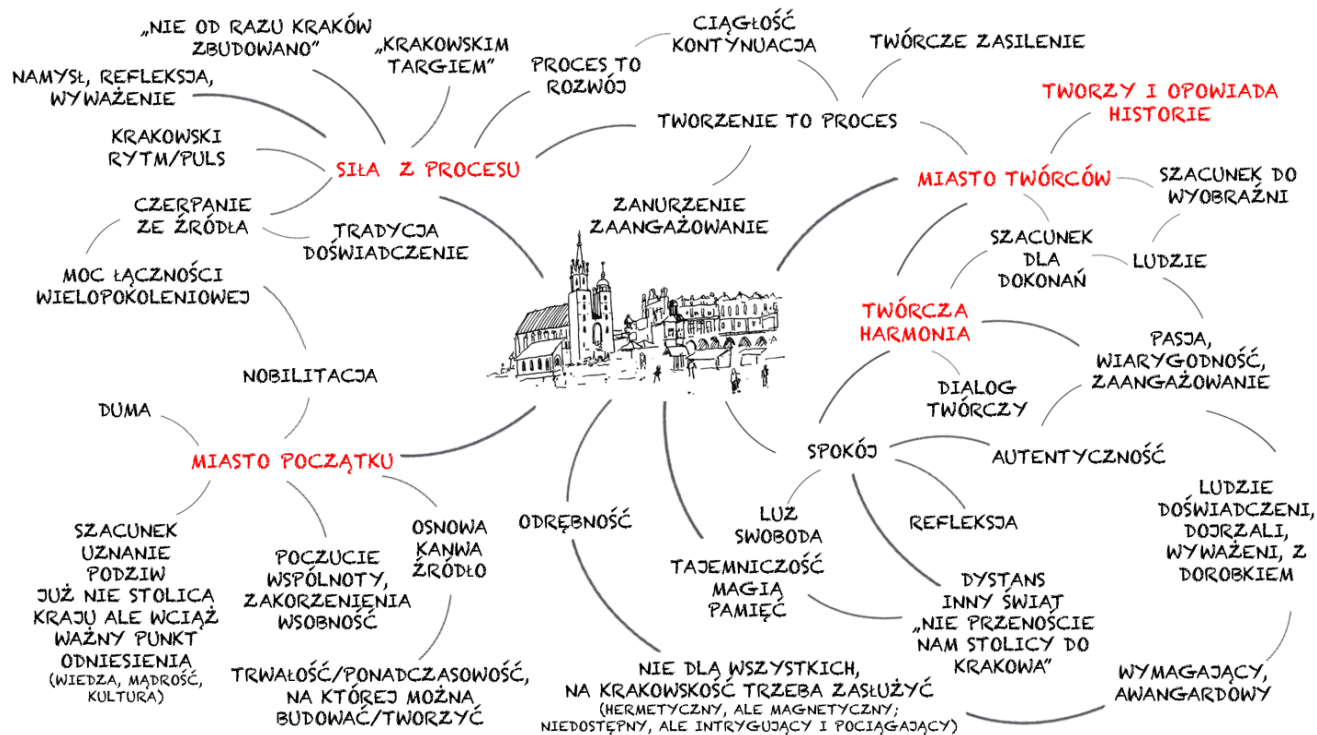 „NIE OD RAZU KRAKÓW
ZBUDOWANO”
„KRAKOWSKIM
TARGIEM”
CIĄGŁOŚĆ
KONTYNUACJA
TWÓRCZE ZASILENIE
NAMYSŁ, REFLEKSJA,
WYWAŻENIE
PROCES TO
ROZWÓJ
TWORZY I OPOWIADA
HISTORIE
KRAKOWSKI
RYTM/PULS
TWORZENIE TO PROCES
SIŁA Z PROCESU
MIASTO TWÓRCÓW
SZACUNEK DO
WYOBRAŹNI
CZERPANIE
ZE ŹRÓDŁA
TRADYCJA
DOŚWIADCZENIE
ZANURZENIE
ZAANGAŻOWANIE
SZACUNEK
DLA
DOKONAŃ
LUDZIE
MOC ŁĄCZNOŚCI
WIELOPOKOLENIOWEJ
TWÓRCZA
HARMONIA
PASJA,
WIARYGODNOŚĆ,
ZAANGAŻOWANIE
NOBILITACJA
DIALOG
TWÓRCZY
DUMA
MIASTO POCZĄTKU
SPOKÓJ
AUTENTYCZNOŚĆ
SZACUNEK
UZNANIE
PODZIW
JUŻ NIE STOLICA
KRAJU ALE WCIĄŻ
WAŻNY PUNKT
ODNIESIENIA
(WIEDZA, MĄDROŚĆ,
KULTURA)
POCZUCIE
WSPÓLNOTY,
ZAKORZENIENIA
WSOBNOŚĆ
OSNOWA
KANWA
ŹRÓDŁO
ODRĘBNOŚĆ
LUZ
SWOBODA
REFLEKSJA
LUDZIE
DOŚWIADCZENI,
DOJRZALI,
WYWAŻENI, Z
DOROBKIEM
TAJEMNICZOŚĆ
MAGIA
PAMIĘĆ
DYSTANS
INNY ŚWIAT
„NIE PRZENOŚCIE
NAM STOLICY DO
KRAKOWA”
TRWAŁOŚĆ/PONADCZASOWOŚĆ,
NA KTÓREJ MOŻNA
BUDOWAĆ/TWORZYĆ
NIE DLA WSZYSTKICH,
NA KRAKOWSKOŚĆ TRZEBA ZASŁUŻYĆ
(HERMETYCZNY, ALE MAGNETYCZNY;
NIEDOSTĘPNY, ALE INTRYGUJĄCY I POCIĄGAJĄCY)
WYMAGAJĄCY,
AWANGARDOWY